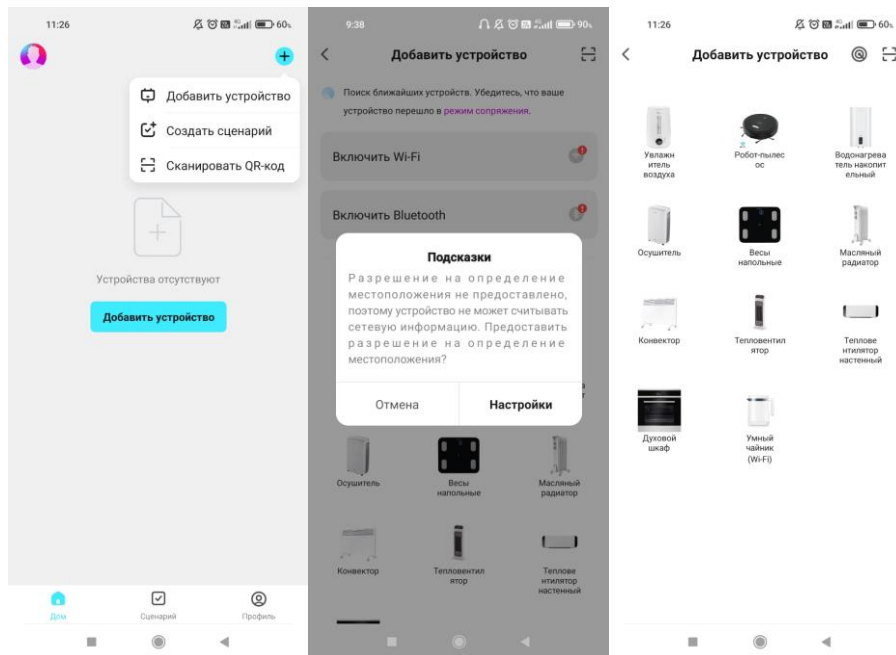 11:26
60%
Добавить устройство
Создать сценарий
Сканировать QR-код
Устройства отсутствуют
Добавить устройство
Дом
Сценарий
Профиль
9:38
90%
Добавить устройство
Поиск ближайших устройств. Убедитесь, что ваше
устройство перешло в режим сопряжения.
Включить Wi-Fi
Включить Bluetooth
Подсказки
Разрешение на определение
местоположения не предоставлено,
поэтому устройство не может считывать
сетевую информацию. Предоставить
разрешение на определение
местоположения?
Отмена
Настройки
Осушитель
Весы
напольные
Масляный
радиатор
Конвектор
Тепловентил
ятор
Теплове
нтилятор
настенный
11:26
60%
Добавить устройство
Увлажн
итель
воздуха
Робот-пылес
ос
Водонагрева
тель накопит
ельный
Осушитель
Весы
напольные
Масляный
радиатор
Конвектор
Тепловентил
ятор
Теплове
нтилятор
настенный
Духовой
шкаф
Умный
чайник
(Wi-Fi)